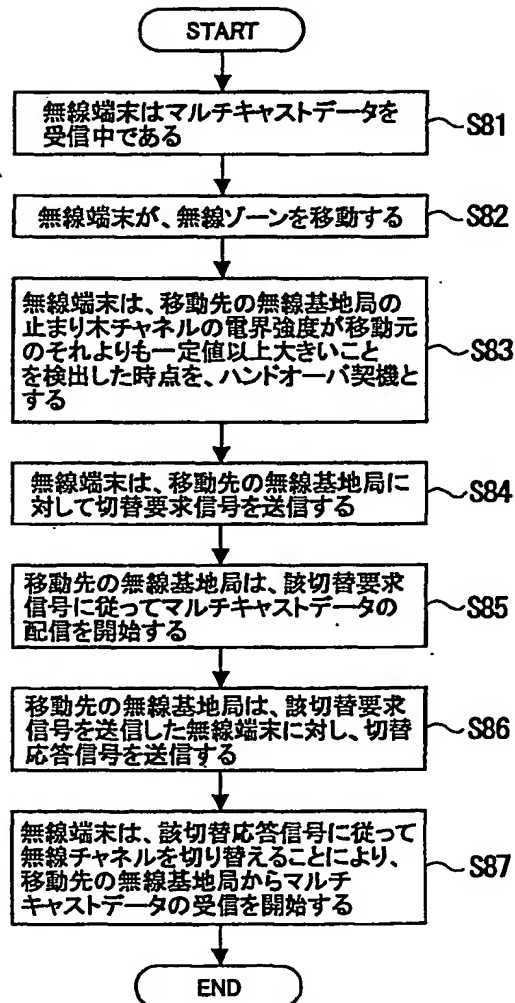 START
無線端末はマルチキャストデータを
受信中である
S81
無線端末が、無線ゾーンを移動する
S82
無線端末は、移動先の無線基地局の
止まり木チャネルの電界強度が移動元
のそれよりも一定値以上大きいこと
を検出した時点を、ハンドオーバ契機と
する
S83
無線端末は、移動先の無線基地局に
対して切替要求信号を送信する
S84
移動先の無線基地局は、該切替要求
信号に従ってマルチキャストデータの
配信を開始する
S85
移動先の無線基地局は、該切替要求
信号を送信した無線端末に対し、切替
応答信号を送信する
S86
無線端末は、該切替応答信号に従って
無線チャネルを切り替えることにより、
移動先の無線基地局からマルチ
キャストデータの受信を開始する
S87
END